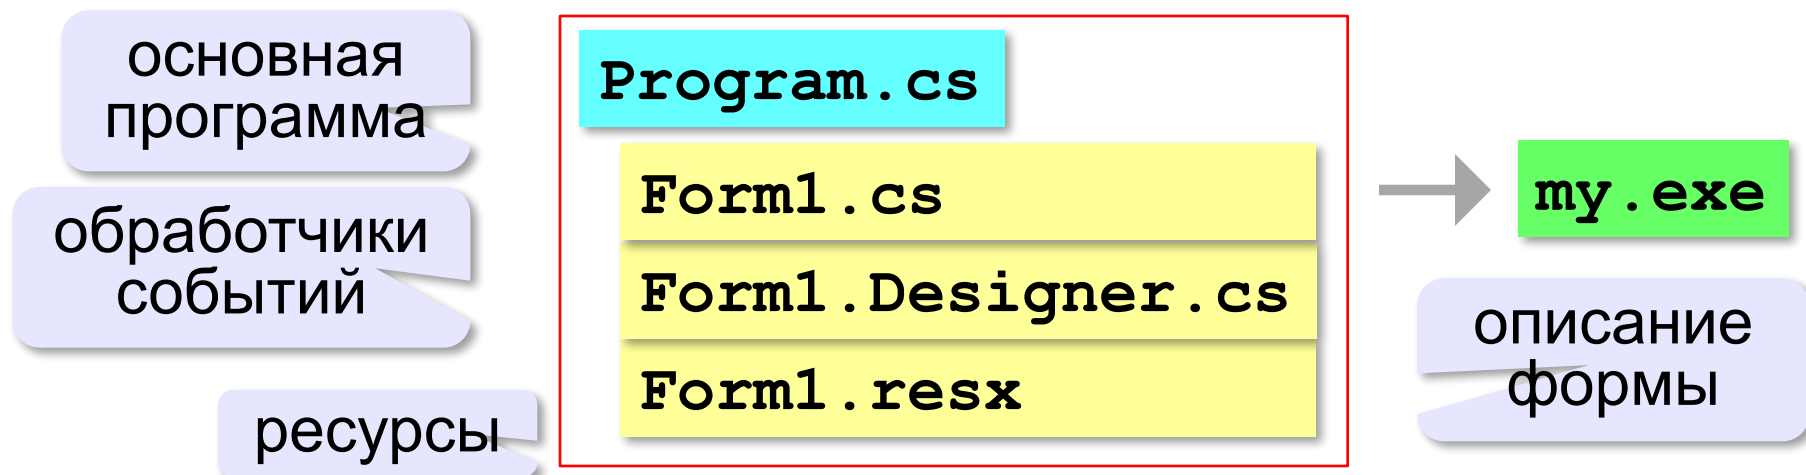 основная
программа
Program.cs
обработчики
событий
Form1.cs
Form1.Designer.cs
Form1.resx
ресурсы
my.exe
описание
формы